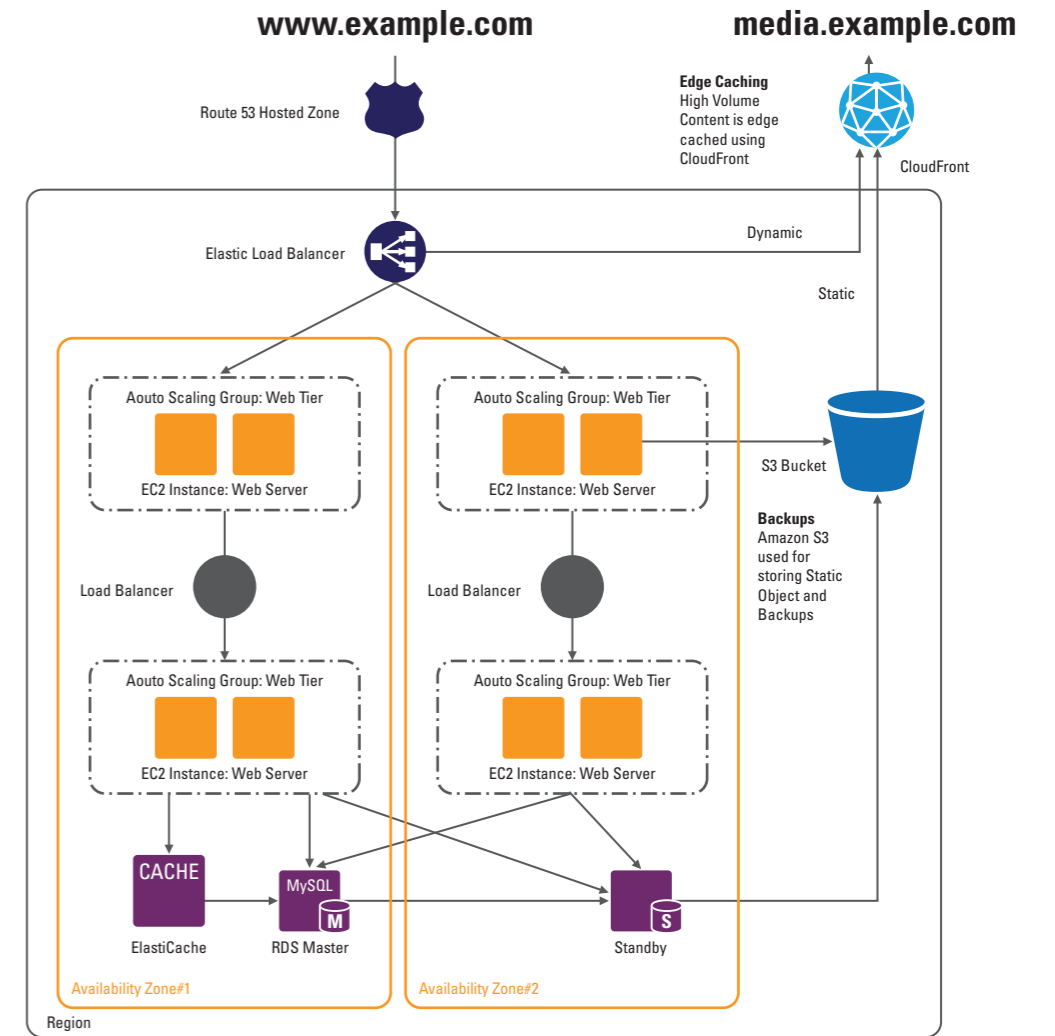 www.example.com
media.example.com
Route 53 Hosted Zone
Edge Caching
High Volume
Content is edge
cached using
CloudFront
CloudFront
Elastic Load Balancer
Dynamic
Static
Aouto Scaling Group: Web Tier
EC2 Instance: Web Server
Aouto Scaling Group: Web Tier
EC2 Instance: Web Server
S3 Bucket
Backups
Amazon S3
used for
storing Static
Object and
Backups
Load Balancer
Load Balancer
Aouto Scaling Group: Web Tier
EC2 Instance: Web Server
Aouto Scaling Group: Web Tier
EC2 Instance: Web Server
CACHE
ElastiCache
MySQL
M
RDS Master
S
Standby
Availability Zone#1
Availability Zone#2
Region